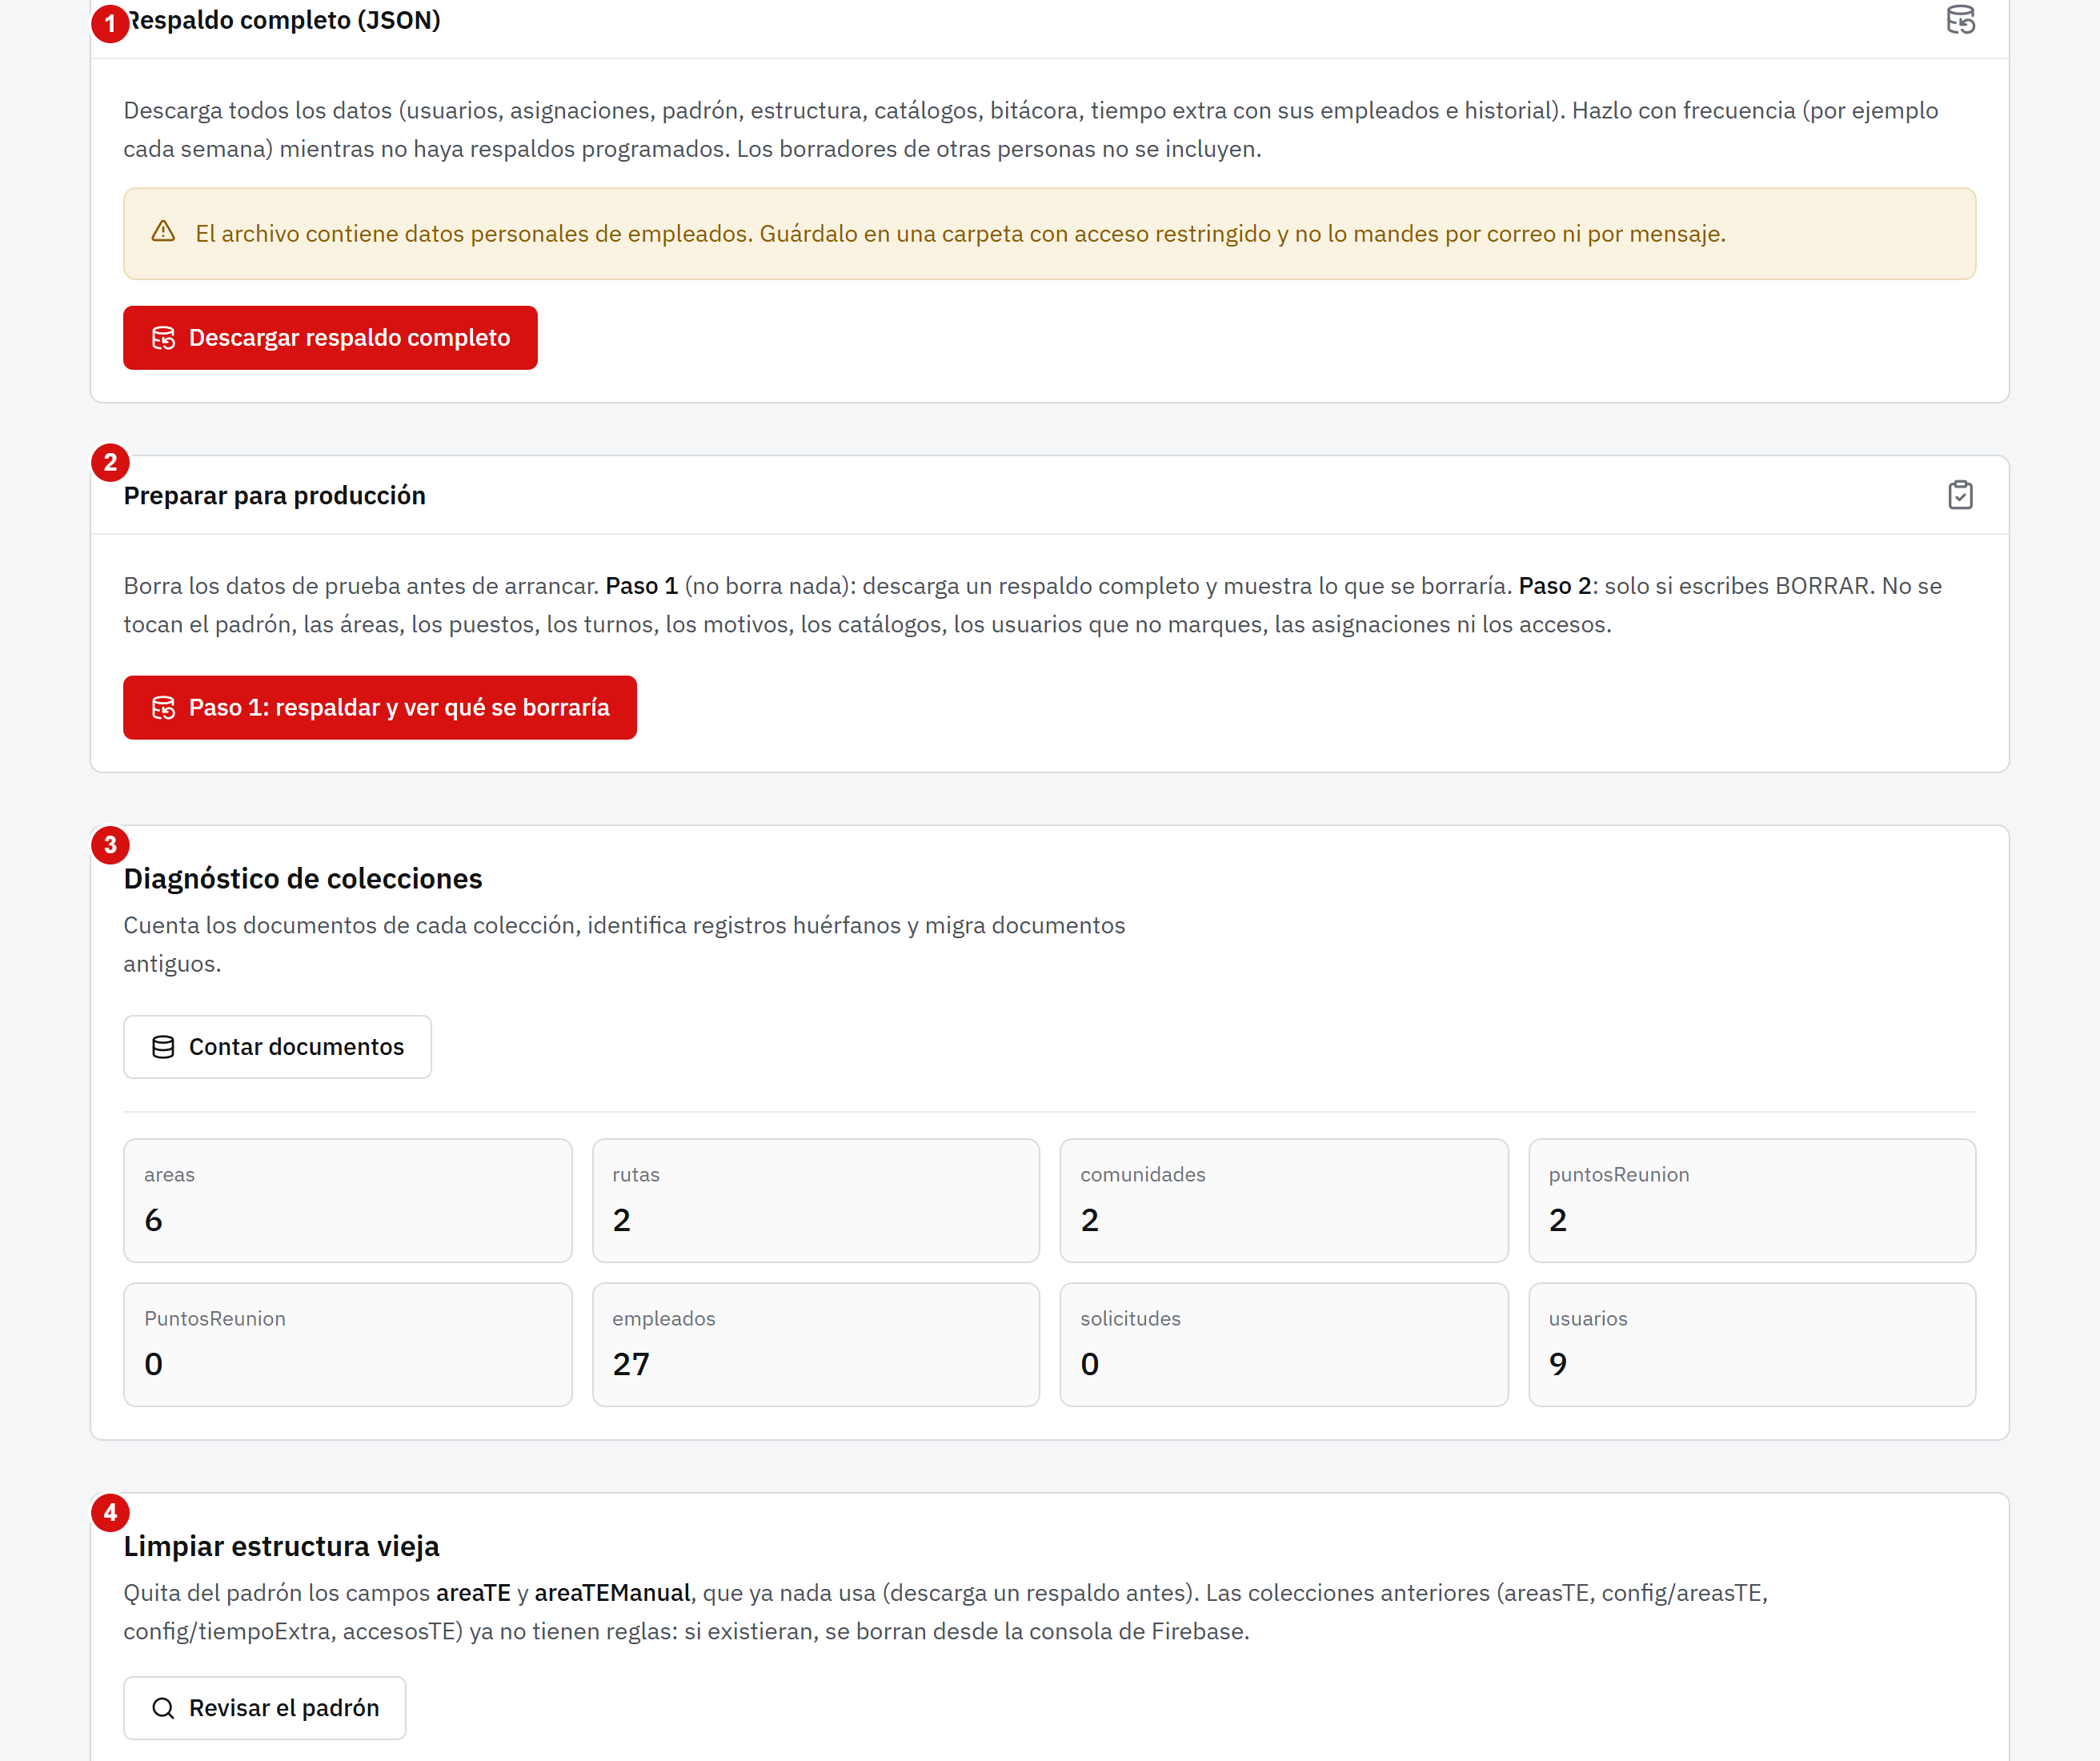 1
Respaldo completo (JSON)
Descarga todos los datos (usuarios, asignaciones, padrón, estructura, catálogos, bitácora, tiempo extra con sus empleados e historial). Hazlo con frecuencia (por ejemplo
cada semana) mientras no haya respaldos programados. Los borradores de otras personas no se incluyen.
El archivo contiene datos personales de empleados. Guárdalo en una carpeta con acceso restringido y no lo mandes por correo ni por mensaje.
Descargar respaldo completo
2
Preparar para producción
Borra los datos de prueba antes de arrancar. Paso 1 (no borra nada): descarga un respaldo completo y muestra lo que se borraría. Paso 2: solo si escribes BORRAR. No se
tocan el padrón, las áreas, los puestos, los turnos, los motivos, los catálogos, los usuarios que no marques, las asignaciones ni los accesos.
Paso 1: respaldar y ver qué se borraría
3
Diagnóstico de colecciones
Cuenta los documentos de cada colección, identifica registros huérfanos y migra documentos
antiguos.
Contar documentos
areas
6
rutas
2
comunidades
2
puntosReunion
2
PuntosReunion
0
empleados
27
solicitudes
0
usuarios
9
4
Limpiar estructura vieja
Quita del padrón los campos areaTE y areaTEManual, que ya nada usa (descarga un respaldo antes). Las colecciones anteriores (areasTE, config/areasTE,
config/tiempoExtra, accesosTE) ya no tienen reglas: si existieran, se borran desde la consola de Firebase.
Revisar el padrón